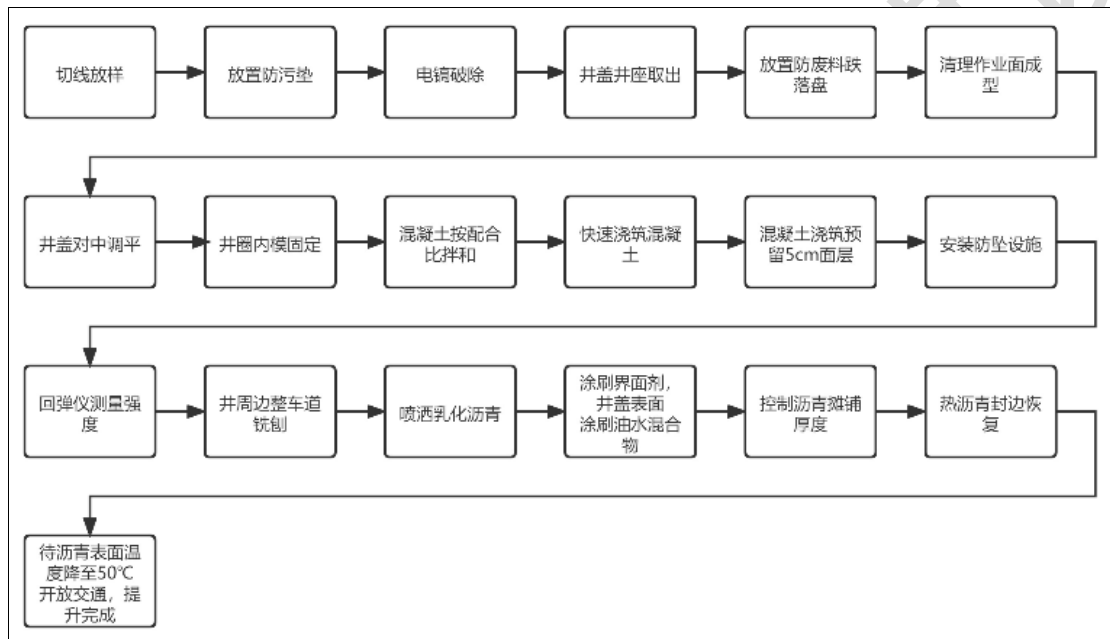 切线放样
放置防污垫
电镐破除
井盖井座取出
放置防废料跌
落盘
清理作业面成
型
井盖对中调平
井圈内模固定
混凝土按配合
比拌和
快速浇筑混凝
土
混凝土浇筑预
留5cm面层
安装防坠设施
回弹仪测量强
度
井周边整车道
铣刨
喷洒乳化沥青
涂刷界面剂，
井盖表面
涂刷油水混合
物
控制沥青摊铺
厚度
热沥青封边恢
复
待沥青表面温
度降至50℃
开放交通，提
升完成